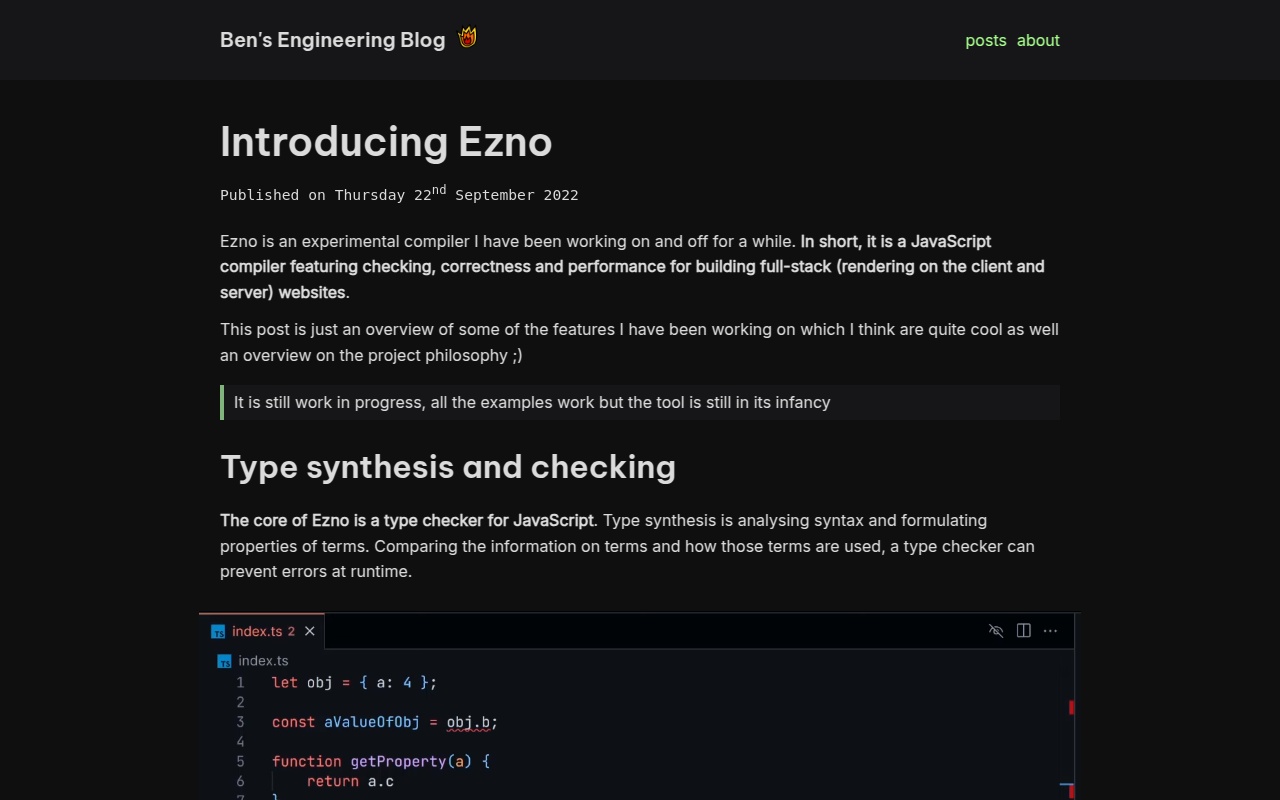 Ben's Engineering Blog
posts about
Introducing Ezno
Published on Thursday 22nd September 2022
Ezno is an experimental compiler I have been working on and off for a while. In short, it is a JavaScript
compiler featuring checking, correctness and performance for building full-stack (rendering on the client and
server) websites.
This post is just an overview of some of the features I have been working on which I think are quite cool as well
an overview on the project philosophy ;)
It is still work in progress, all the examples work but the tool is still in its infancy
Type synthesis and checking
The core of Ezno is a type checker for JavaScript. Type synthesis is analysing syntax and formulating
properties of terms. Comparing the information on terms and how those terms are used, a type checker can
prevent errors at runtime.
TS index.ts 2
TS index.ts
1 let obj = { a: 4 };
2
3 const aValueOfObj = obj.b;
4
5 function getProperty(a) {
6 return a.c
7 }